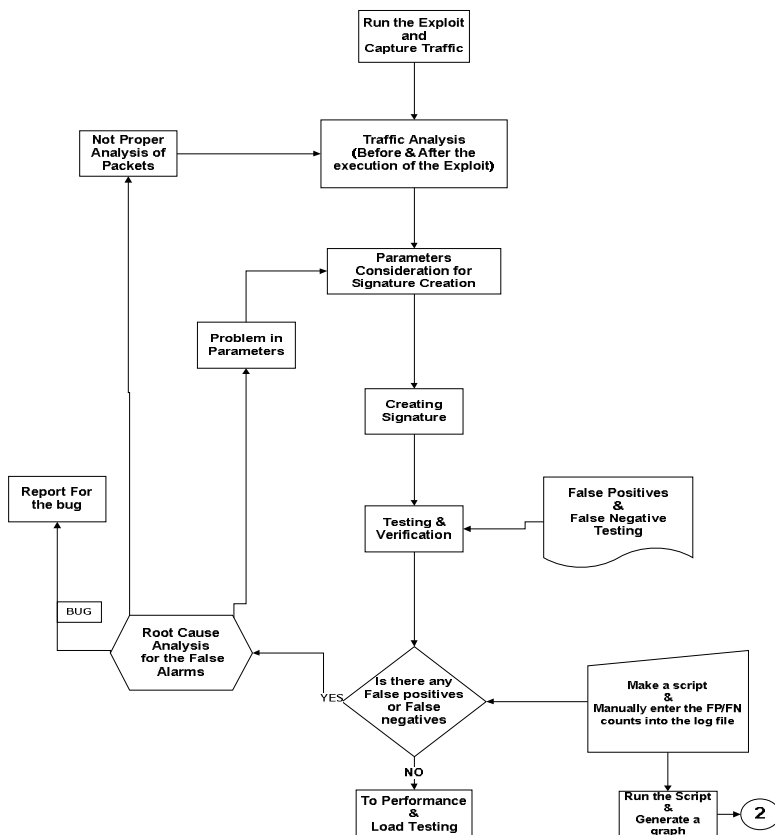 Run the Exploit
and
Capture Traffic
Not Proper
Analysis of
Packets
Traffic Analysis
(Before & After the
execution of the Exploit)
Parameters
Consideration for
Signature Creation
Problem in
Parameters
Creating
Signature
Report For
the bug
Testing &
Verification
False Positives
&
False Negative
Testing
BUG
Root Cause
Analysis
for the False
Alarms
YES
Is there any
False positives
or False
negatives
Make a script
&
Manually enter the FP/FN
counts into the log file
NO
To Performance
&
Load Testing
Run the Script
&
Generate a
graph
2